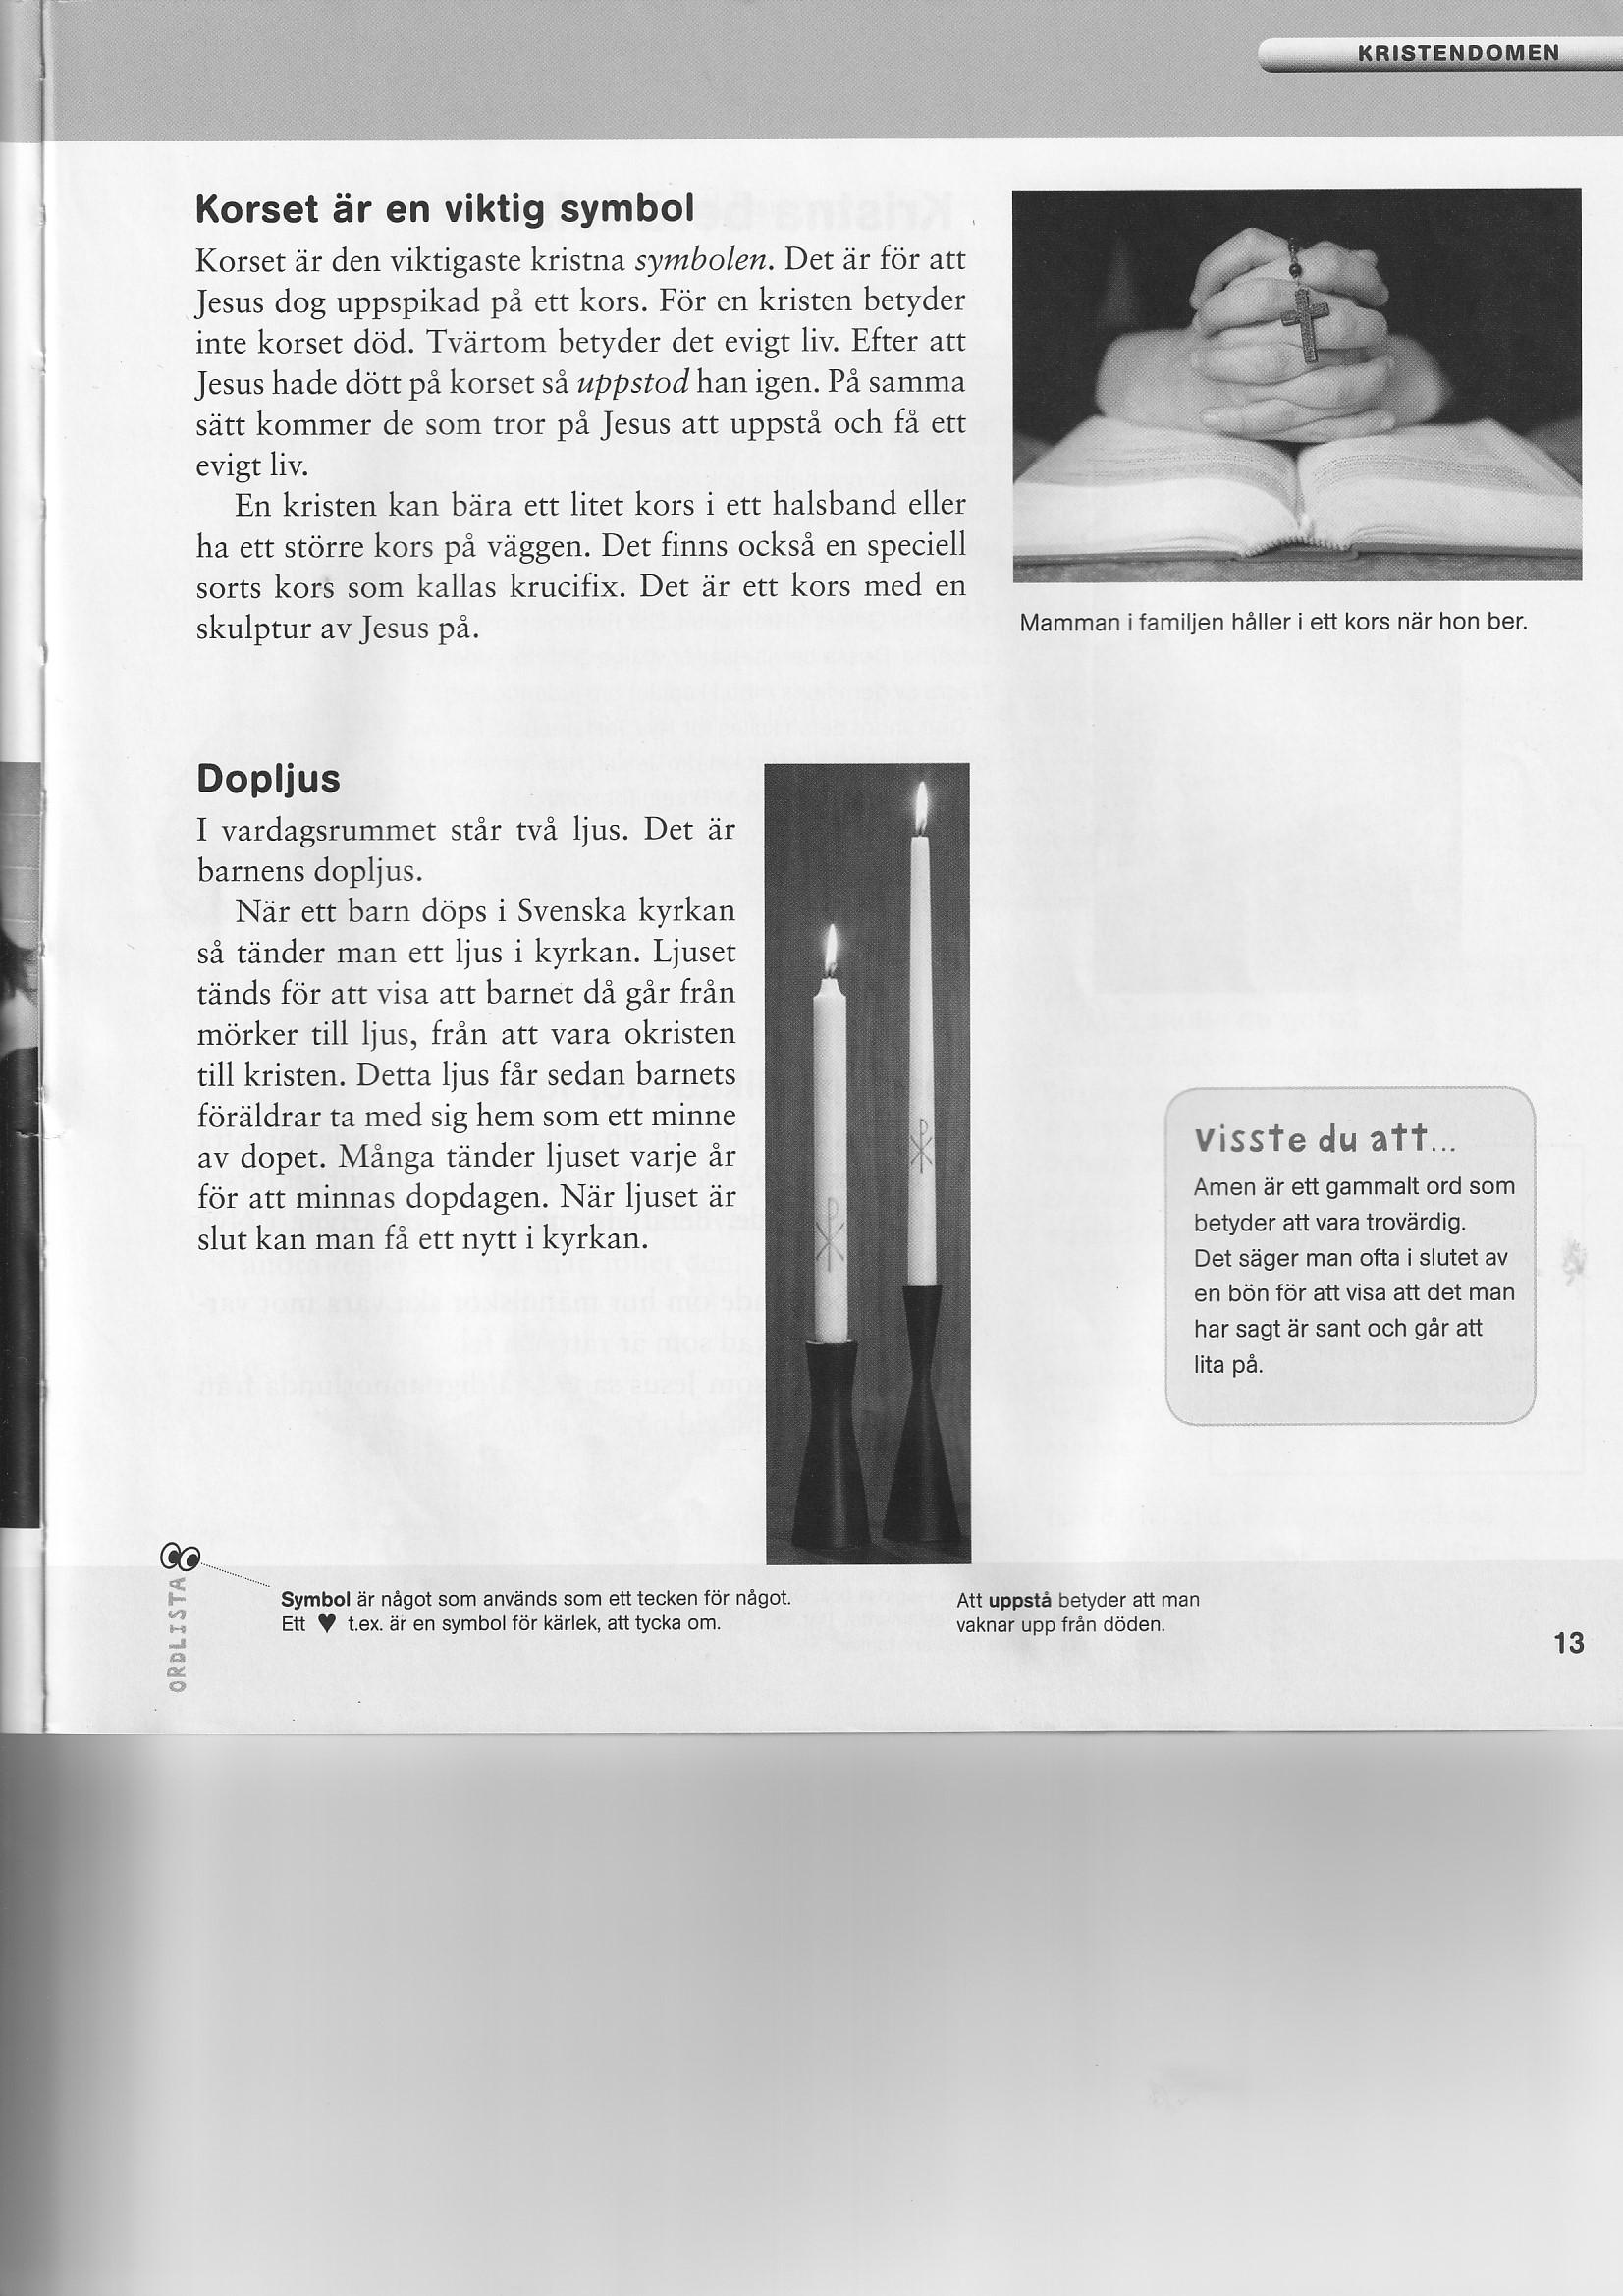 KRISTENDOMEN
Korset är en viktig symbol
Korset är den viktigaste kristna symbolen. Det är för att
Jesus dog uppspikad på ett kors. För en kristen betyder
inte korset död. Tvärtom betyder det evigt liv. Efter att
Jesus hade dött på korset så uppstod han igen. På samma
sätt kommer de som tror på Jesus att uppstå och få ett
evigt liv.
En kristen kan bära ett litet kors i ett halsband eller
ha ett större kors på väggen. Det finns också en speciell
sorts kors som kallas krucifix. Det är ett kors med en
skulptur av Jesus på.
Mamman i familjen håller i ett kors när hon ber.
Dopljus
I vardagsrummet står två ljus. Det är
barnens dopljus.
När ett barn döps i Svenska kyrkan
så tänder man ett ljus i kyrkan. Ljuset
tänds för att visa att barnet då går från
mörker till ljus, från att vara okristen
till kristen. Detta ljus får sedan barnets
föräldrar ta med sig hem som ett minne
av dopet. Många tänder ljuset varje år
för att minnas dopdagen. När ljuset är
slut kan man få ett nytt i kyrkan.
Visste du att...
Amen är ett gammalt ord som
betyder att vara trovärdig.
Det säger man ofta i slutet av
en bön för att visa att det man
har sagt är sant och går att
lita på.
ORDLISTA
Symbol är något som används som ett tecken för något.
Ett ♥ t.ex. är en symbol för kärlek, att tycka om.
Att uppstå betyder att man
vaknar upp från döden.
13